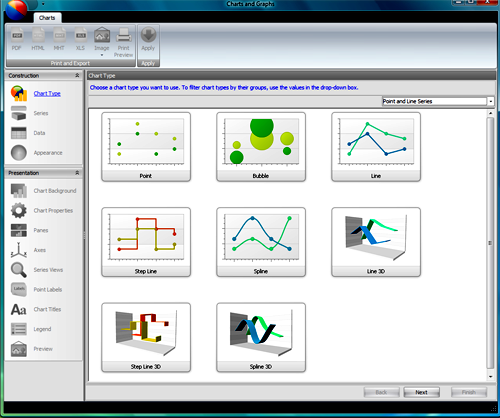 Charts and Graphs
Charts
PDF
HTML
MHT
XLS
Image
Print Preview
Apply
Print and Export
Apply
Construction
Chart Type
Series
Data
Appearance
Presentation
Chart Background
Chart Properties
Panes
Axes
Series Views
Labels
Point Labels
Aa
Chart Titles
Legend
Preview
Chart Type
Choose a chart type you want to use. To filter chart types by their groups, use the values in the drop-down box.
Point and Line Series
Point
Bubble
Line
Step Line
Spline
Line 3D
Step Line 3D
Spline 3D
Back
Next
Finish